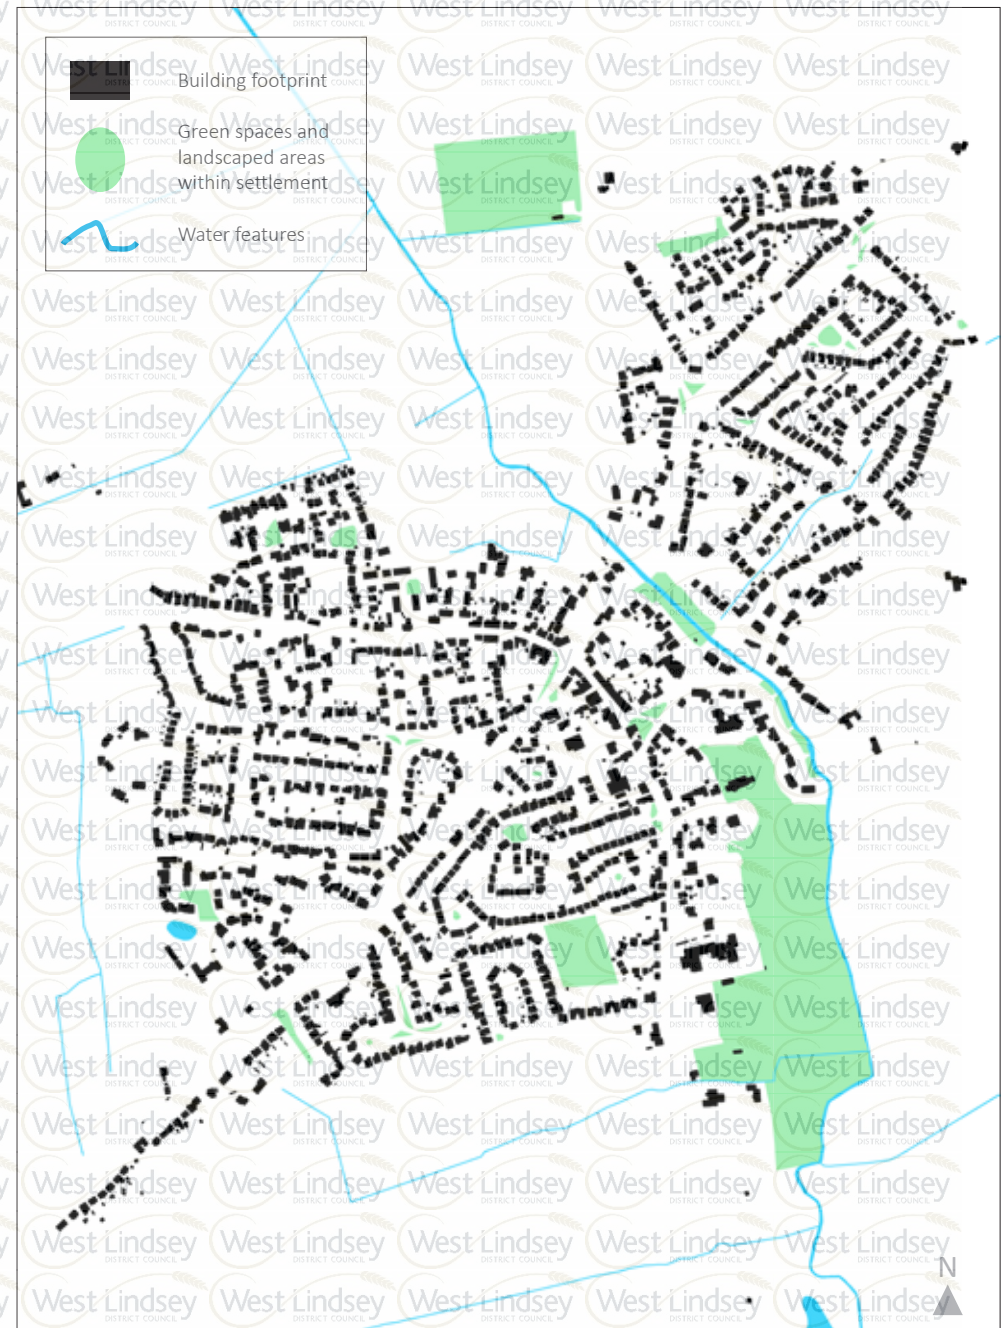 Building footprint
Green spaces and
landscaped areas
within settlement
Water features
N
West Lindsey
DISTRICT COUNCIL